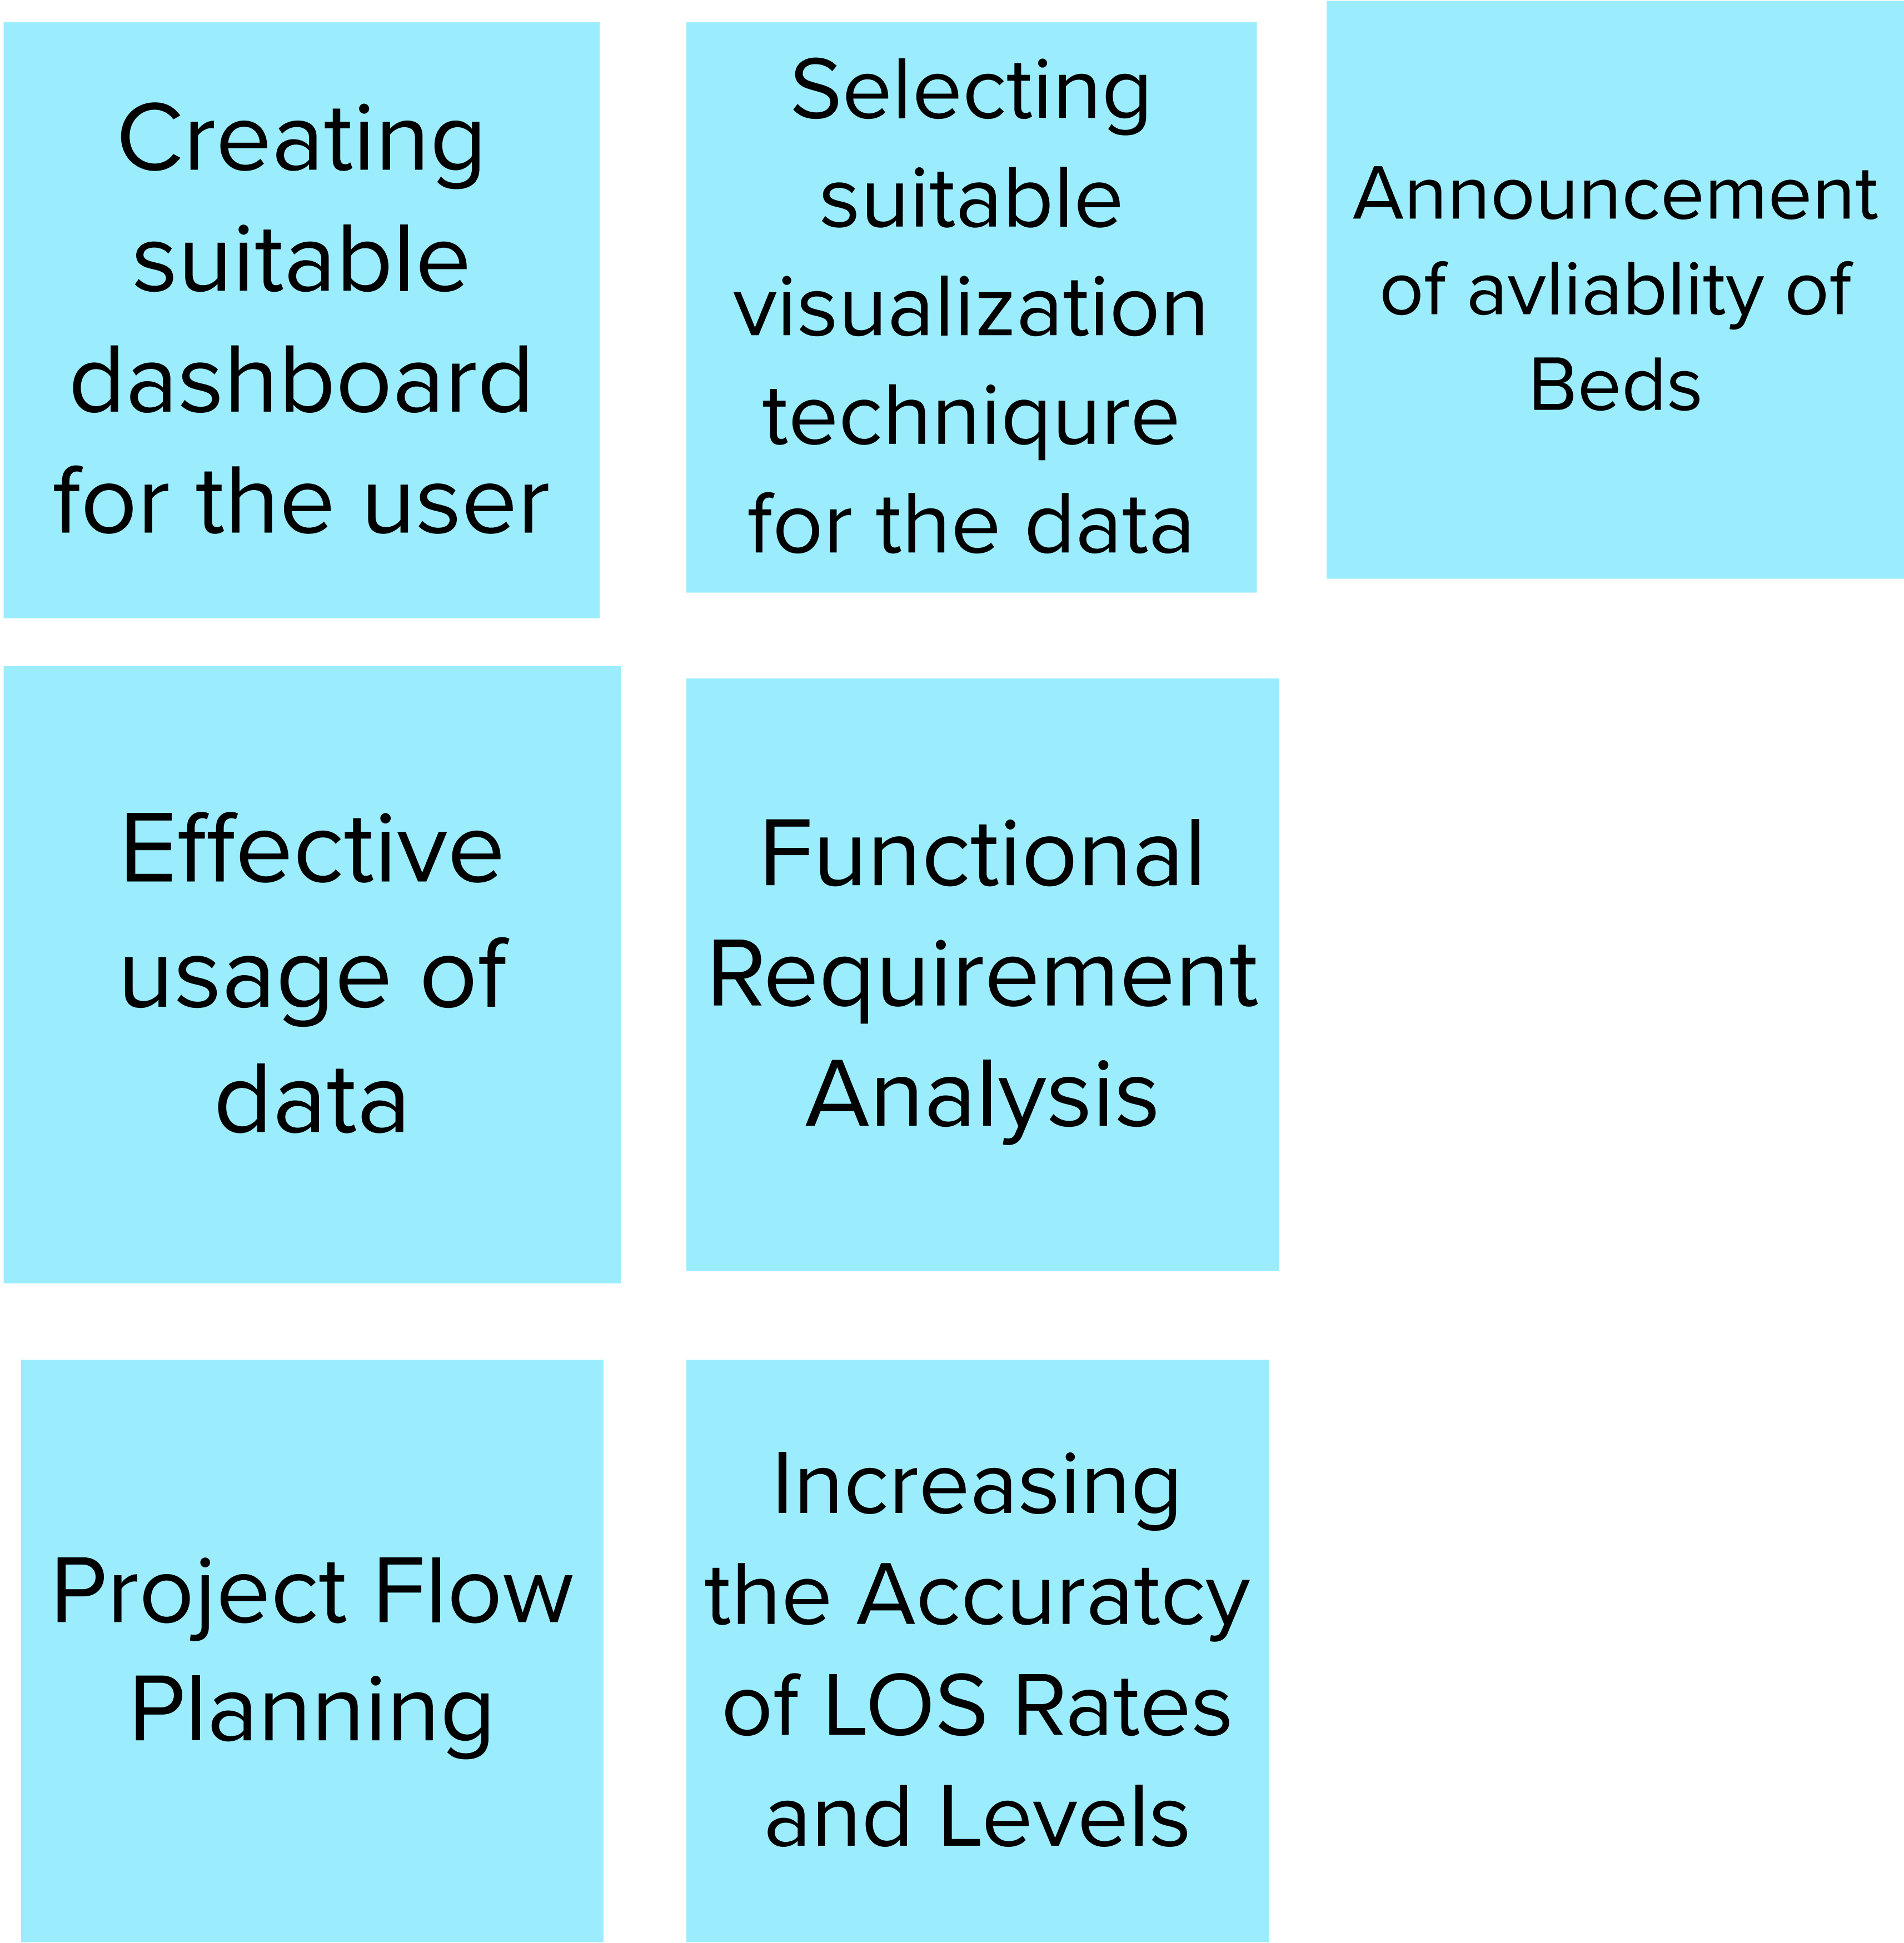 Creating
suitable
dashboard
for the user
Selecting
suitable
visualization
techniqure
for the data
Announcement
of avliablity of
Beds
Effective
usage of
data
Functional
Requirement
Analysis
Project Flow
Planning
Increasing
the Accuratcy
of LOS Rates
and Levels